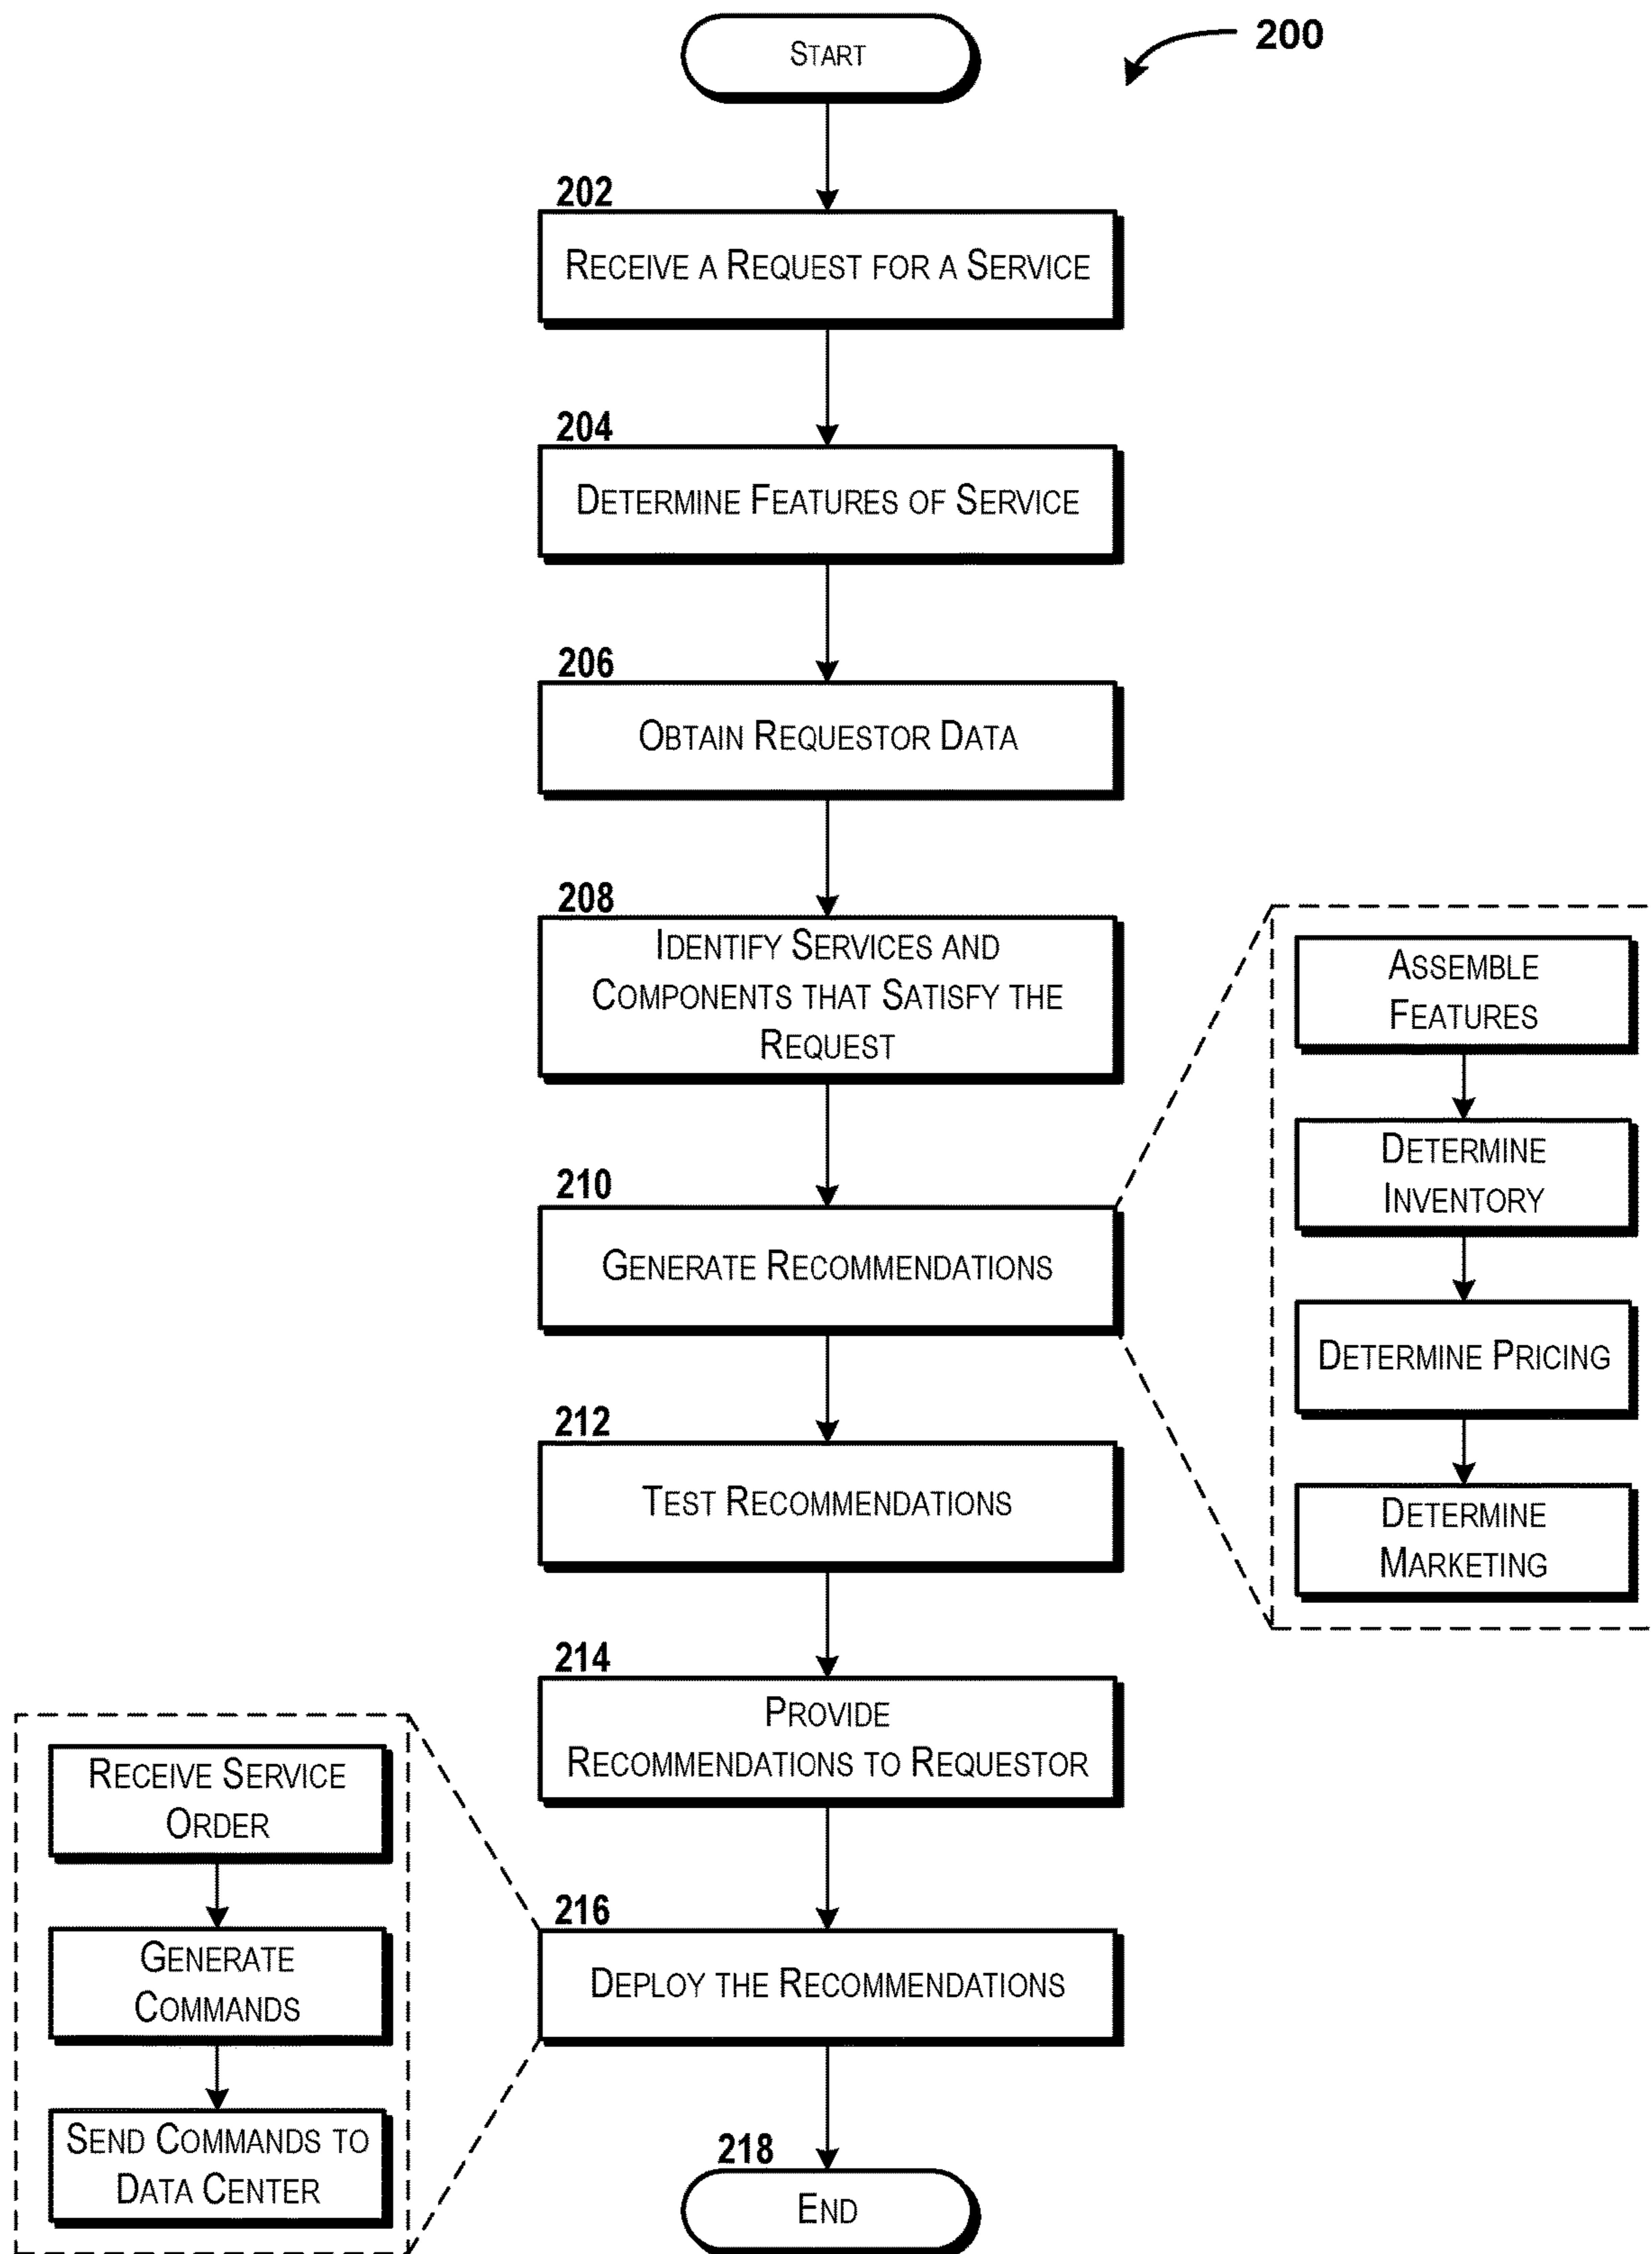 START
200
202
RECEIVE A REQUEST FOR A SERVICE
204
DETERMINE FEATURES OF SERVICE
206
OBTAIN REQUESTOR DATA
208
IDENTIFY SERVICES AND
COMPONENTS THAT SATISFY THE
REQUEST
210
GENERATE RECOMMENDATIONS
ASSEMBLE
FEATURES
DETERMINE
INVENTORY
DETERMINE PRICING
DETERMINE
MARKETING
212
TEST RECOMMENDATIONS
214
PROVIDE
RECOMMENDATIONS TO REQUESTOR
216
DEPLOY THE RECOMMENDATIONS
RECEIVE SERVICE
ORDER
GENERATE
COMMANDS
SEND COMMANDS TO
DATA CENTER
218
END